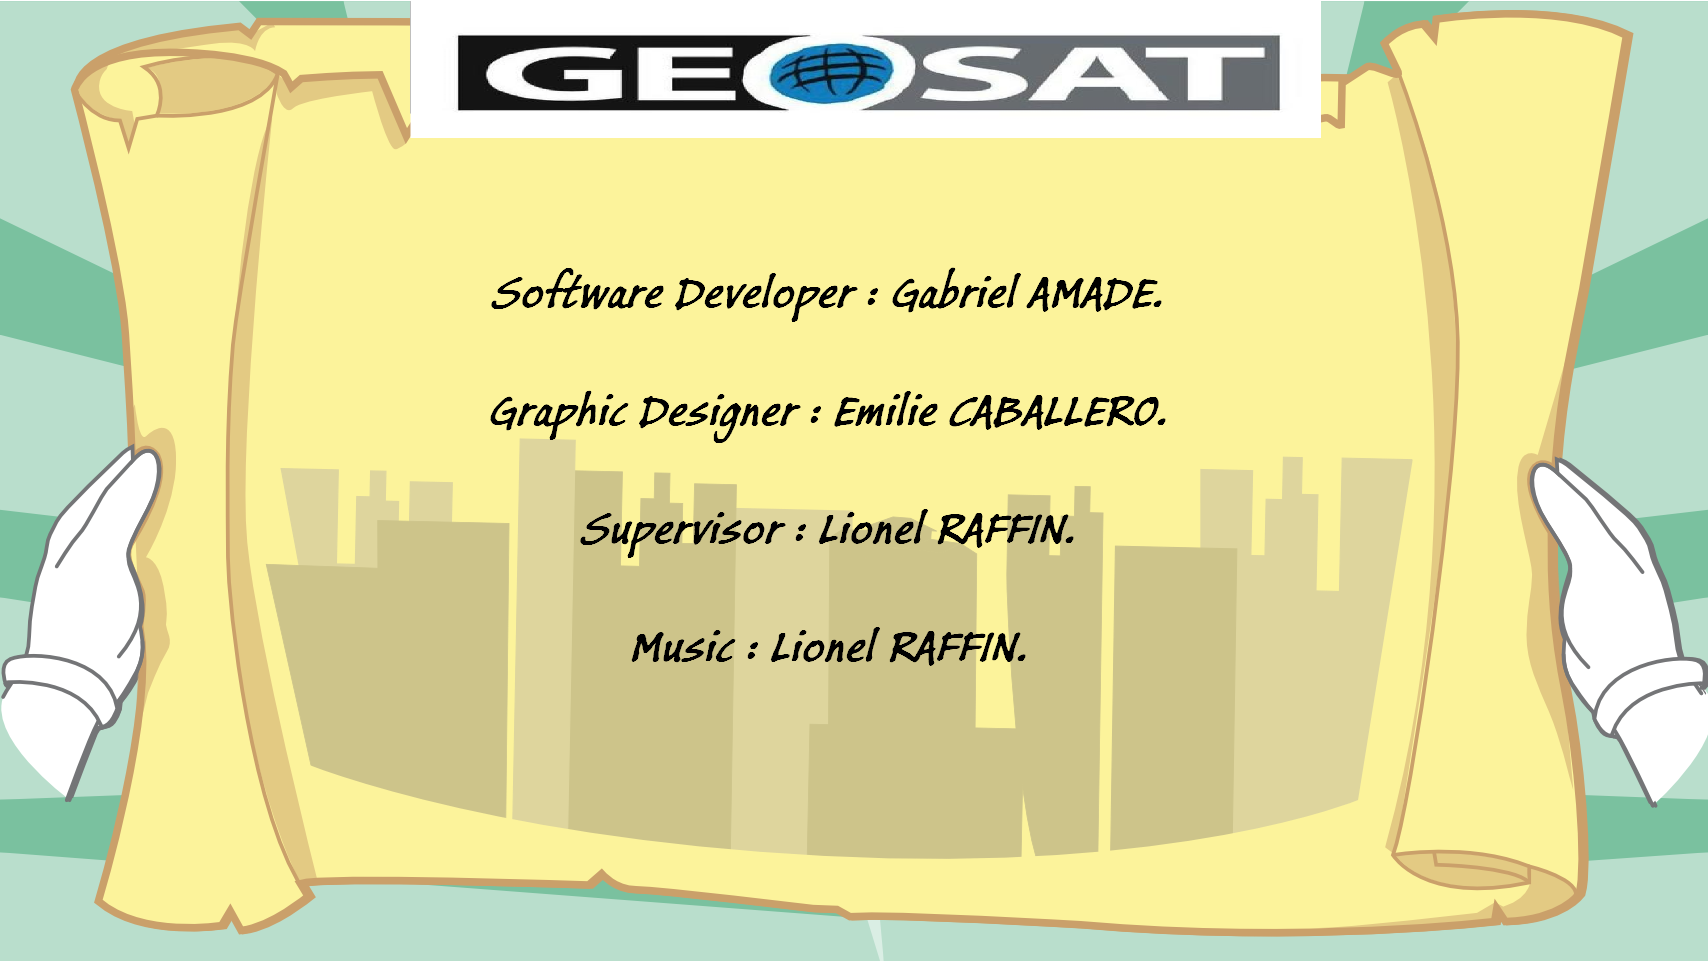 GEOSAT
Software Developer : Gabriel AMADE.
Graphic Designer : Emilie CABALLERO.
Supervisor : Lionel RAFFIN.
Music : Lionel RAFFIN.